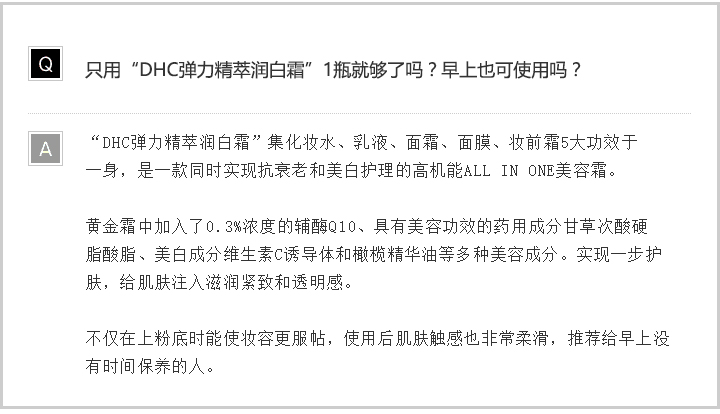 Q
只用“DHC弹力精萃润白霜”1瓶就够了吗？早上也可使用吗？
A
“DHC弹力精萃润白霜”集化妆水、乳液、面霜、面膜、妆前霜5大功效于
一身，是一款同时实现抗衰老和美白护理的高机能ALL IN ONE美容霜。
黄金霜中加入了0.3%浓度的辅酶Q10、具有美容功效的药用成分甘草次酸硬
脂酸脂、美白成分维生素C诱导体和橄榄精华油等多种美容成分。实现一步护
肤，给肌肤注入滋润紧致和透明感。
不仅在上粉底时能使妆容更服帖，使用后肌肤触感也非常柔滑，推荐给早上没
有时间保养的人。